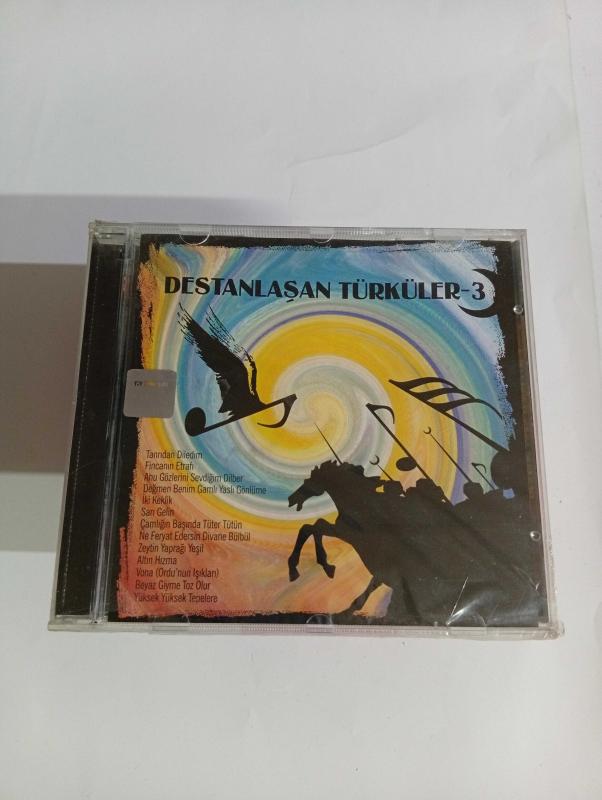 DESTANLAŞAN TÜRKÜLER-3
Tanrıdan Diledim
Fincanın Etrafı
Ahu Gözlerini Sevdiğim Dilber
Değmen Benim Gamlı Yaslı Gönlüme
İki Keklik
Sarı Gelin
Çamlığın Başında Tüter Tütün
Ne Feryat Edersin Divane Bülbül
Zeytin Yaprağı Yeşil
Altın Hızma
Vona (Ordu'nun Işıkları)
Beyaz Giyme Toz Olur
Yüksek Yüksek Tepelere